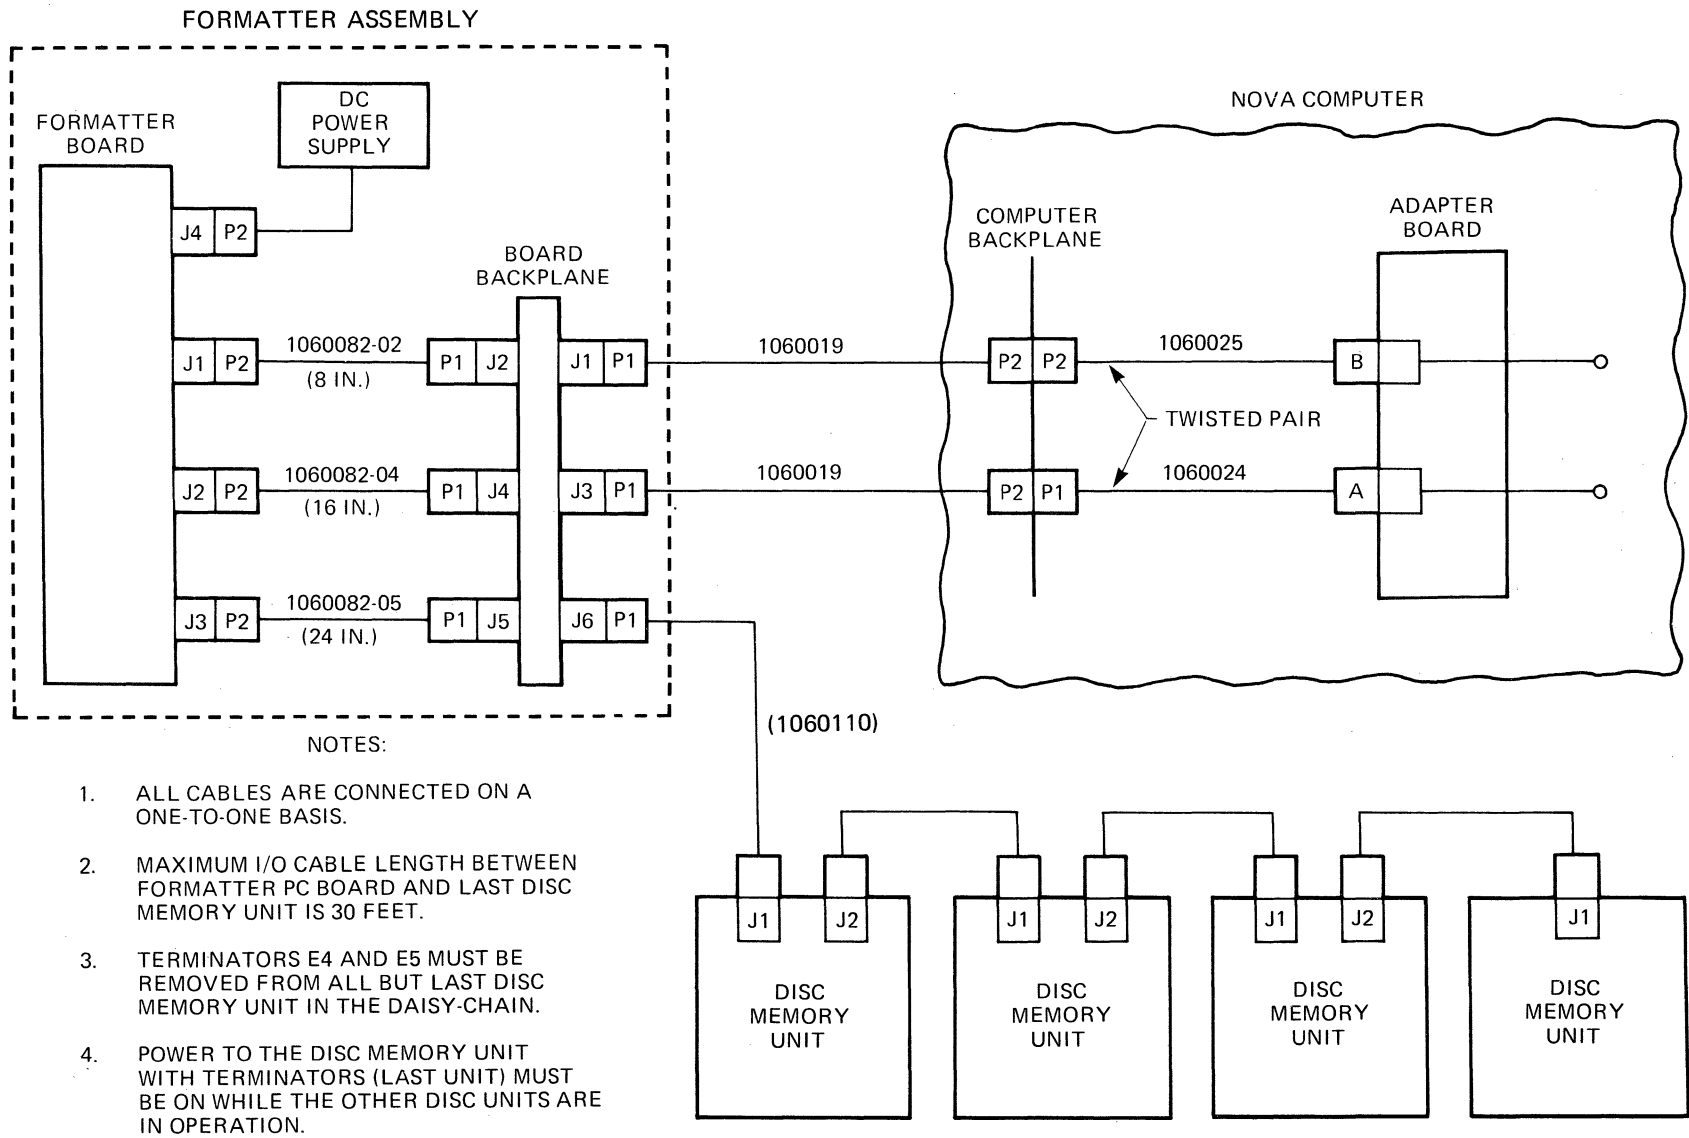 FORMATTER ASSEMBLY
FORMATTER
BOARD
DC
POWER
SUPPLY
J4 P2
BOARD
BACKPLANE
J1 P2
1060082-02
(8 IN.)
P1 J2
J1 P1
J2 P2
1060082-04
(16 IN.)
P1 J4
J3 P1
J3 P2
1060082-05
(24 IN.)
P1 J5
J6 P1
1060019
1060019
NOVA COMPUTER
COMPUTER
BACKPLANE
ADAPTER
BOARD
P2 P2
1060025
B
TWISTED PAIR
P2 P1
1060024
A
(1060110)
NOTES:
1. ALL CABLES ARE CONNECTED ON A
ONE-TO-ONE BASIS.
2. MAXIMUM I/O CABLE LENGTH BETWEEN
FORMATTER PC BOARD AND LAST DISC
MEMORY UNIT IS 30 FEET.
3. TERMINATORS E4 AND E5 MUST BE
REMOVED FROM ALL BUT LAST DISC
MEMORY UNIT IN THE DAISY-CHAIN.
4. POWER TO THE DISC MEMORY UNIT
WITH TERMINATORS (LAST UNIT) MUST
BE ON WHILE THE OTHER DISC UNITS ARE
IN OPERATION.
J1 J2
DISC
MEMORY
UNIT
J1 J2
DISC
MEMORY
UNIT
J1 J2
DISC
MEMORY
UNIT
J1
DISC
MEMORY
UNIT